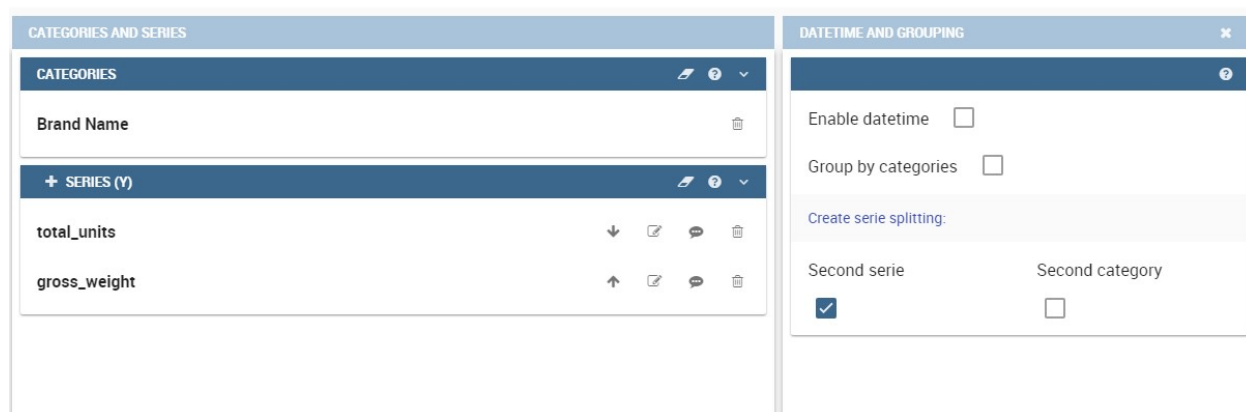 CATEGORIES AND SERIES
CATEGORIES
Brand Name
SERIES (Y)
total_units
gross_weight
DATETIME AND GROUPING
Enable datetime
Group by categories
Create serie splitting:
Second serie Second category